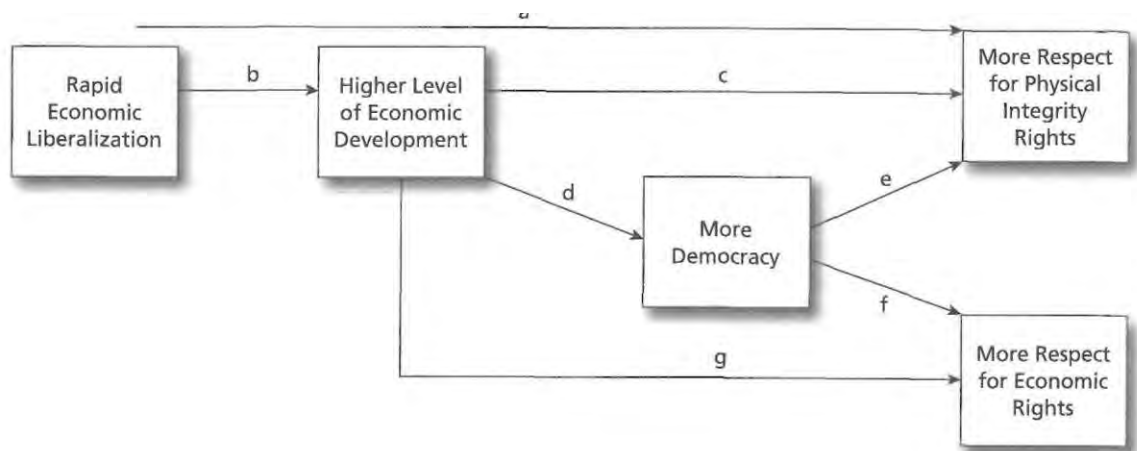 a
Rapid
Economic
Liberalization
b
Higher Level
of Economic
Development
c
More Respect
for Physical
Integrity
Rights
d
More
Democracy
e
f
g
More Respect
for Economic
Rights